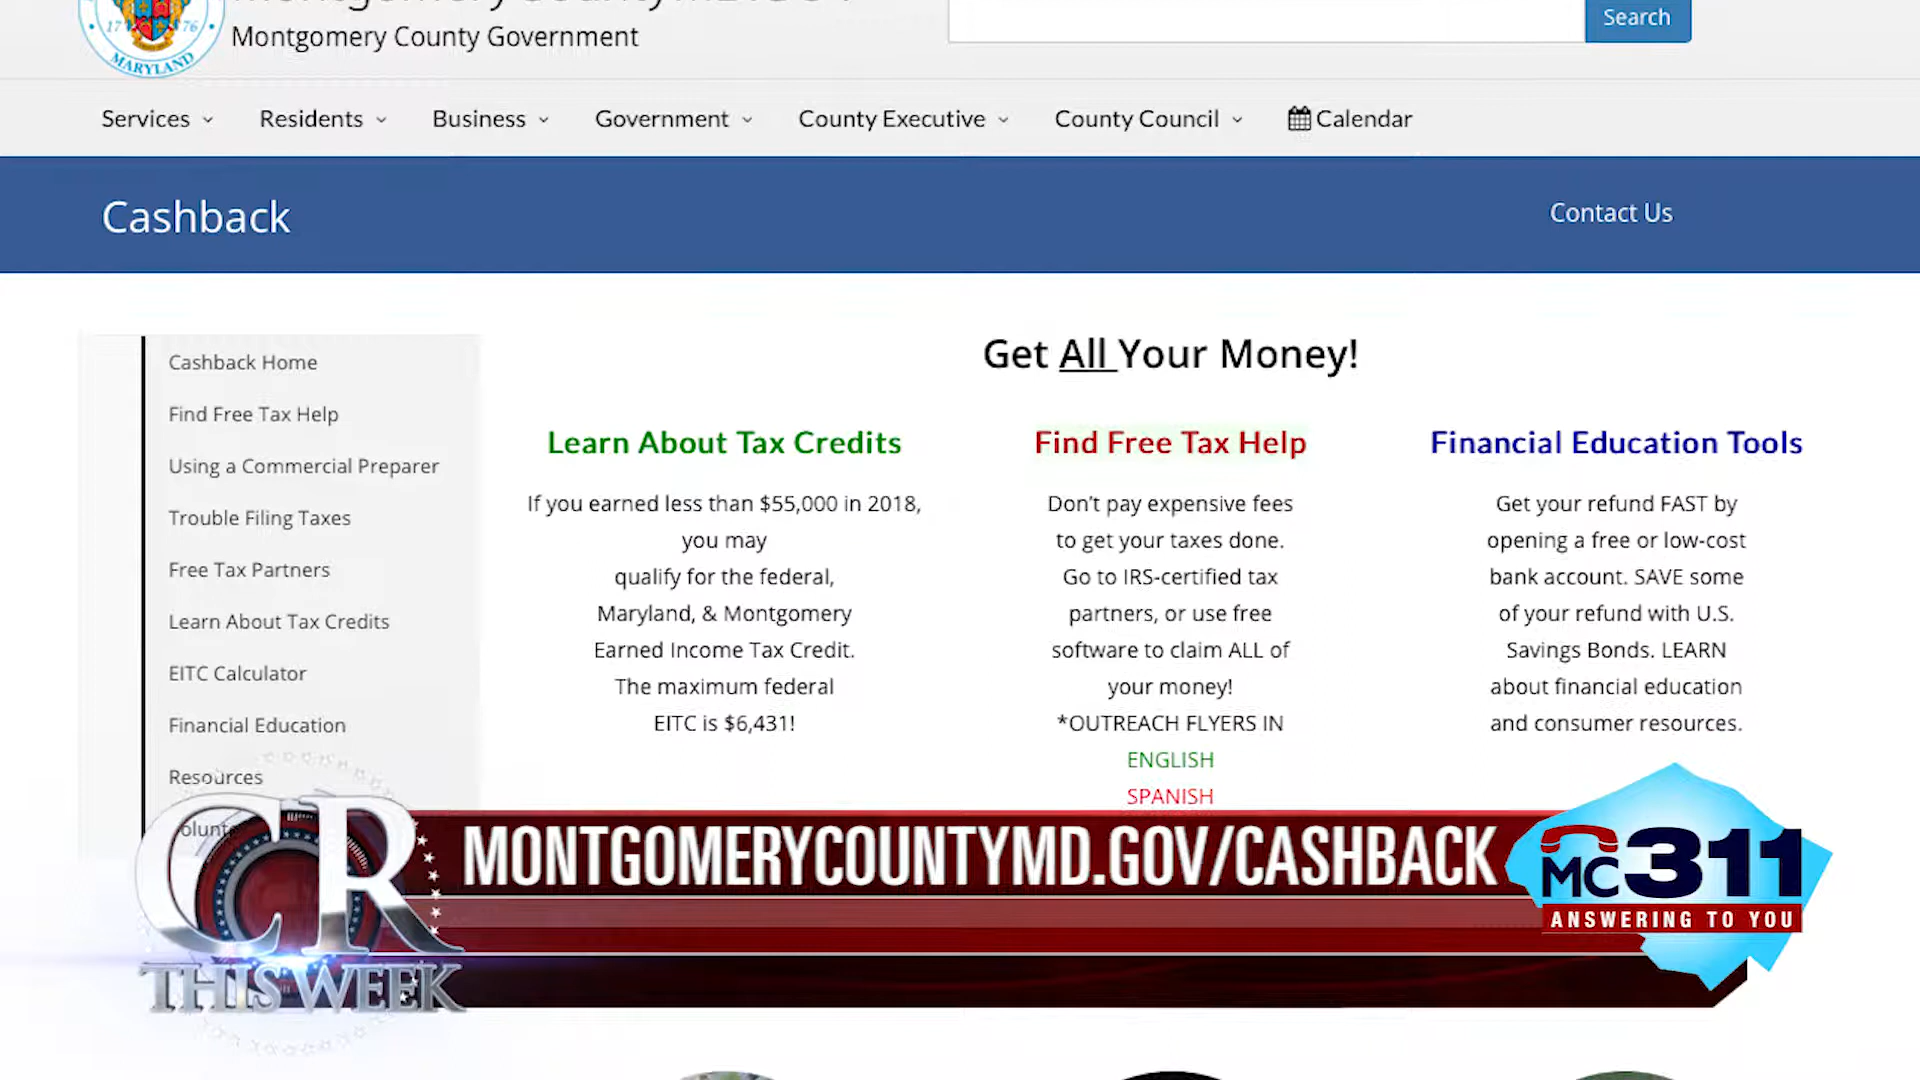 17 76
MARYLAND
Montgomery County Government
Search
Services
Residents
Business
Government
County Executive
County Council
Calendar
Cashback
Contact Us
Cashback Home
Find Free Tax Help
Using a Commercial Preparer
Trouble Filing Taxes
Free Tax Partners
Learn About Tax Credits
EITC Calculator
Financial Education
Resources
Get All Your Money!
Learn About Tax Credits
If you earned less than $55,000 in 2018,
you may
qualify for the federal,
Maryland, & Montgomery
Earned Income Tax Credit.
The maximum federal
EITC is $6,431!
Find Free Tax Help
Don't pay expensive fees
to get your taxes done.
Go to IRS-certified tax
partners, or use free
software to claim ALL of
your money!
*OUTREACH FLYERS IN
ENGLISH
SPANISH
Financial Education Tools
Get your refund FAST by
opening a free or low-cost
bank account. SAVE some
of your refund with U.S.
Savings Bonds. LEARN
about financial education
and consumer resources.
CR
THIS WEEK
MONTGOMERYCOUNTYMD.GOV/CASHBACK
MC311
ANSWERING TO YOU